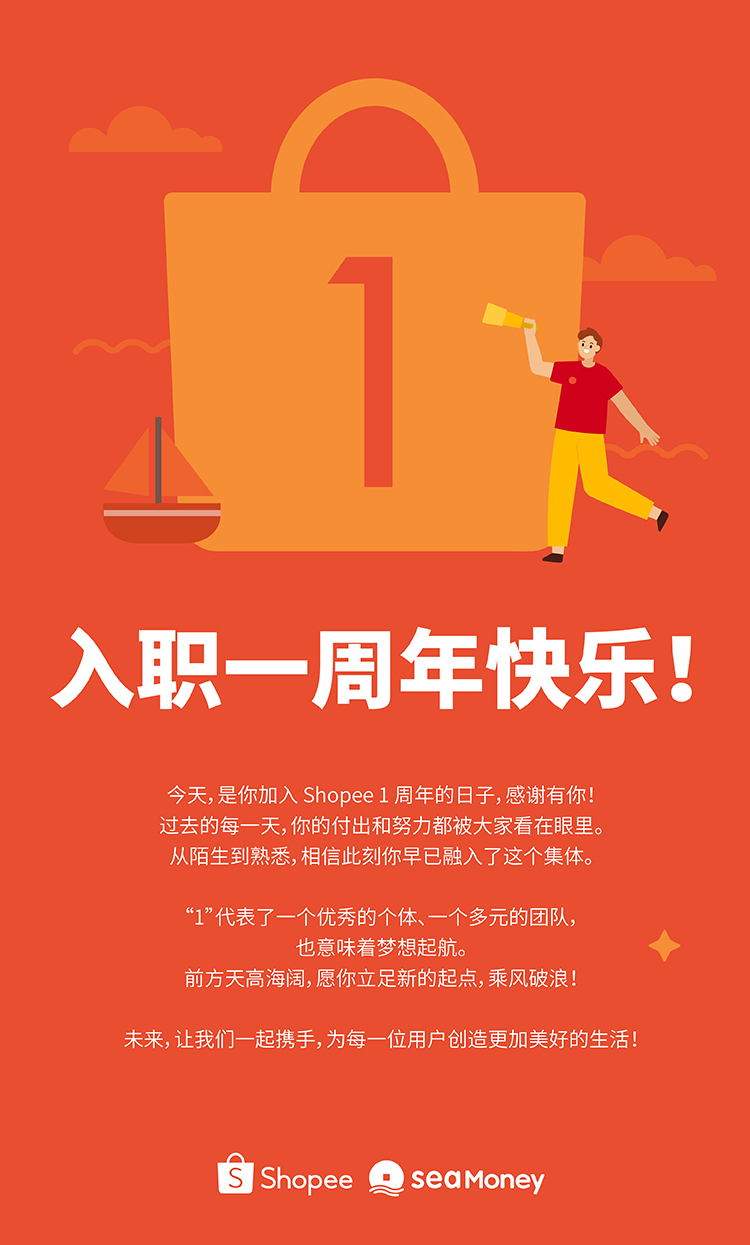 1
入职一周年快乐！
今天，是你加入 Shopee 1 周年的日子，感谢有你！
过去的每一天，你的付出和努力都被大家看在眼里。
从陌生到熟悉，相信此刻你早已融入了这个集体。
“1”代表了一个优秀的个体、一个多元的团队，
也意味着梦想起航。
前方天高海阔，愿你立足新的起点，乘风破浪！
未来，让我们一起携手，为每一位用户创造更加美好的生活！
S Shopee seaMoney